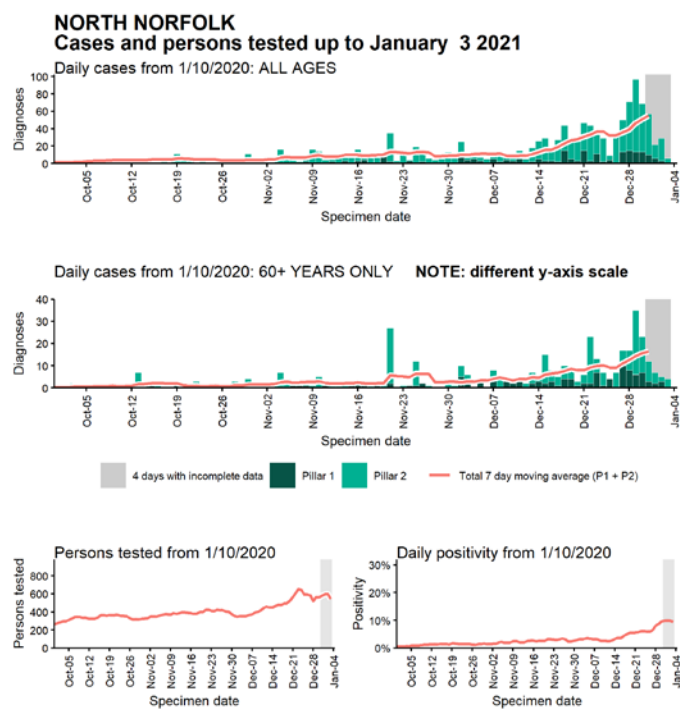 NORTH NORFOLK
Cases and persons tested up to January 3 2021
Daily cases from 1/10/2020: ALL AGES
Diagnoses
100
80
60
40
20
0
Oct-05 Oct-12 Oct-19 Oct-26 Nov-02 Nov-09 Nov-16 Nov-23 Nov-30 Dec-07 Dec-14 Dec-21 Dec-28 Jan-04
Specimen date
Daily cases from 1/10/2020: 60+ YEARS ONLY NOTE: different y-axis scale
Diagnoses
40
30
20
10
0
Oct-05 Oct-12 Oct-19 Oct-26 Nov-02 Nov-09 Nov-16 Nov-23 Nov-30 Dec-07 Dec-14 Dec-21 Dec-28 Jan-04
Specimen date
4 days with incomplete data Pillar 1 Pillar 2 Total 7 day moving average (P1 + P2)
Persons tested from 1/10/2020
Persons tested
800
600
400
200
0
Oct-05 Oct-12 Oct-19 Oct-26 Nov-02 Nov-09 Nov-16 Nov-23 Nov-30 Dec-07 Dec-14 Dec-21 Dec-28 Jan-04
Specimen date
Daily positivity from 1/10/2020
Positivity
30%
20%
10%
0%
Oct-05 Oct-12 Oct-19 Oct-26 Nov-02 Nov-09 Nov-16 Nov-23 Nov-30 Dec-07 Dec-14 Dec-21 Dec-28 Jan-04
Specimen date